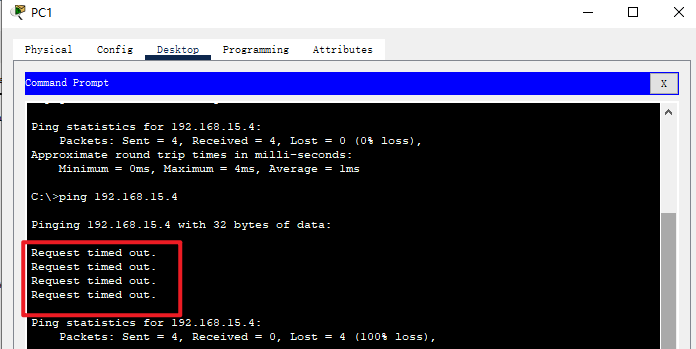 PC1
Physical Config Desktop Programming Attributes
Command Prompt X
Ping statistics for 192.168.15.4:
Packets: Sent = 4, Received = 4, Lost = 0 (0% loss),
Approximate round trip times in milli-seconds:
Minimum = 0ms, Maximum = 4ms, Average = 1ms
C:\>ping 192.168.15.4
Pinging 192.168.15.4 with 32 bytes of data:
Request timed out.
Request timed out.
Request timed out.
Request timed out.
Ping statistics for 192.168.15.4:
Packets: Sent = 4, Received = 0, Lost = 4 (100% loss),